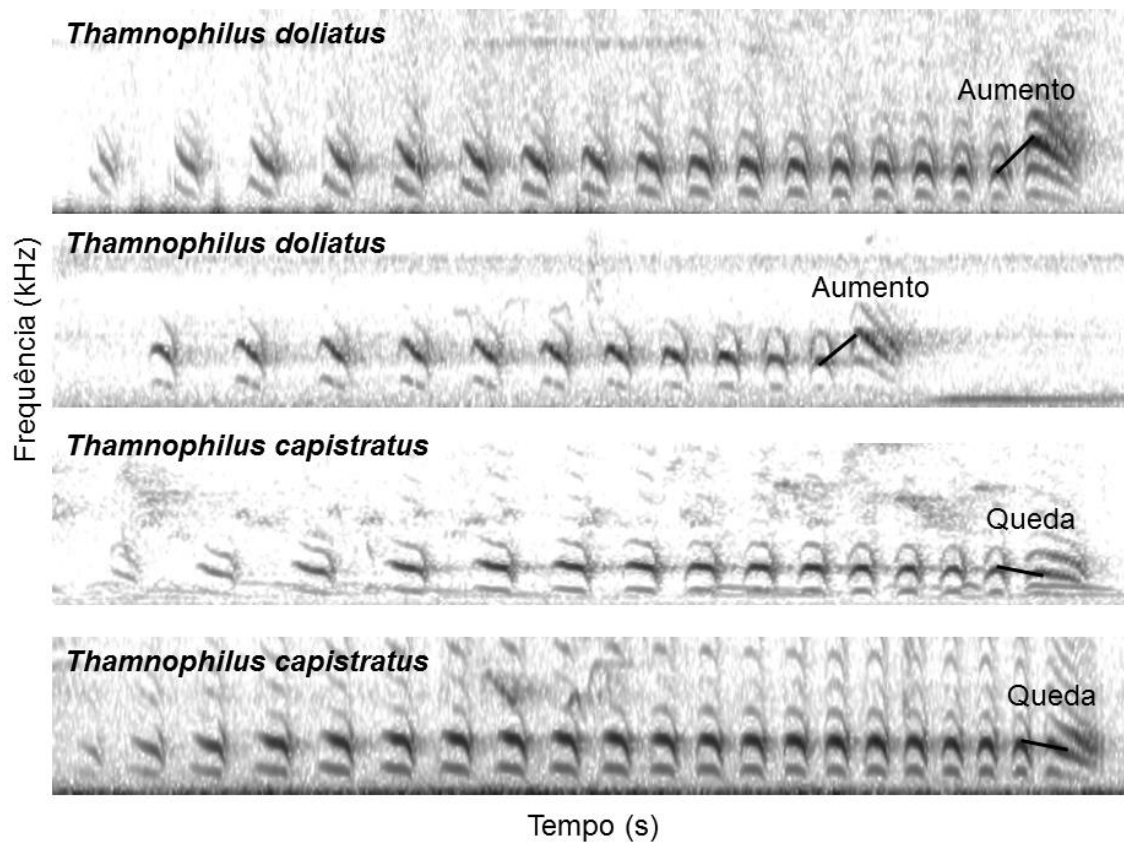 Thamnophilus doliatus
Aumento
Thamnophilus doliatus
Aumento
Frequência (kHz)
Thamnophilus capistratus
Queda
Thamnophilus capistratus
Queda
Tempo (s)